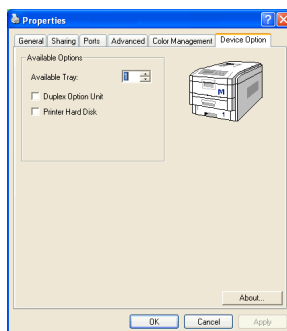 Properties
General Sharing Ports Advanced Color Management Device Option
Available Options
Available Tray: 1
Duplex Option Unit
Printer Hard Disk
M
1
About...
OK Cancel Apply